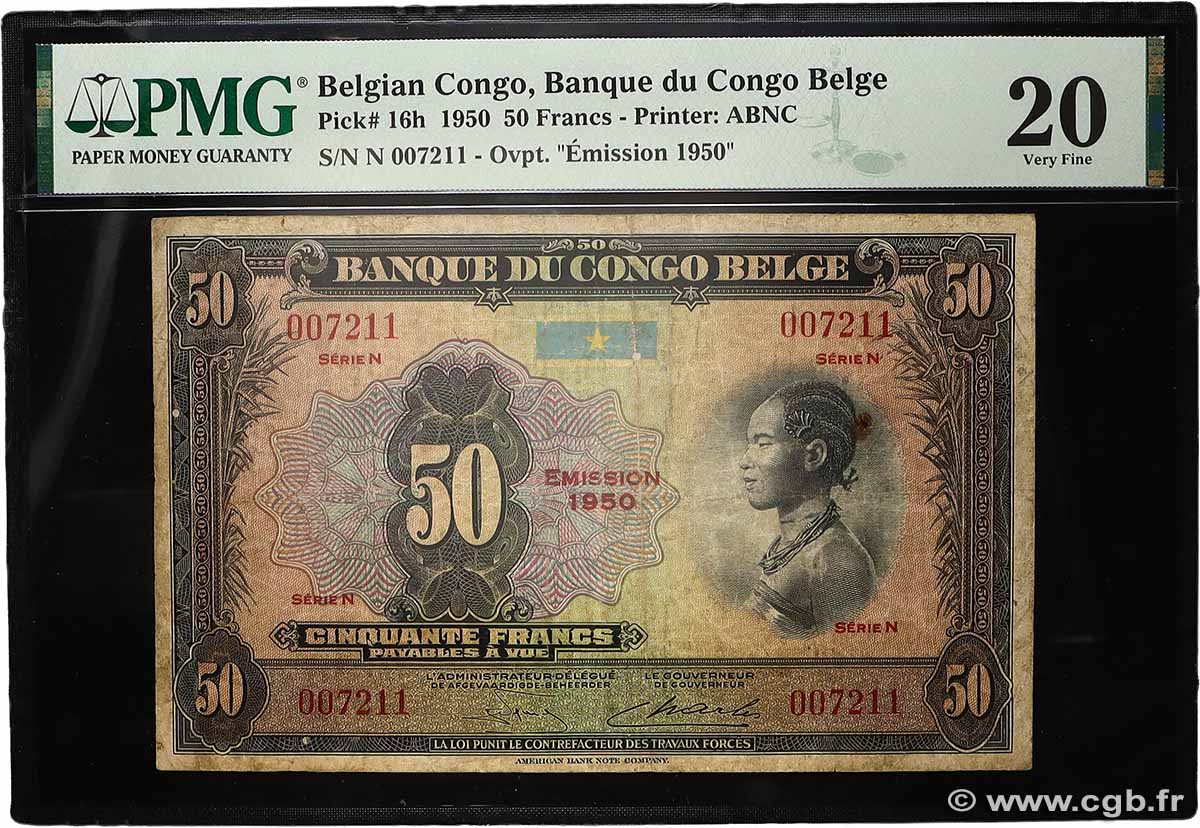 PMG®
PAPER MONEY GUARANTY
Belgian Congo, Banque du Congo Belge
Pick# 16h 1950 50 Francs - Printer: ABNC
S/N N 007211 - Ovpt. "Émission 1950"
20
Very Fine
50
50
50
BANQUE DU CONGO BELGE
007211
007211
SÉRIE N
SÉRIE N
50
EMISSION
1950
SÉRIE N
SÉRIE N
CINQUANTE FRANCS
PAYABLES A VUE
50
50
L'ADMINISTRATEUR-DÉLÉGUÉ
DE AFGEVAARDIGDE-BEHEERDER
LE GOUVERNEUR
DE GOUVERNEUR
007211
007211
LA LOI PUNIT LE CONTREFACTEUR DES TRAVAUX FORCÉS
AMERICAN BANK NOTE COMPANY.
© www.cgb.fr